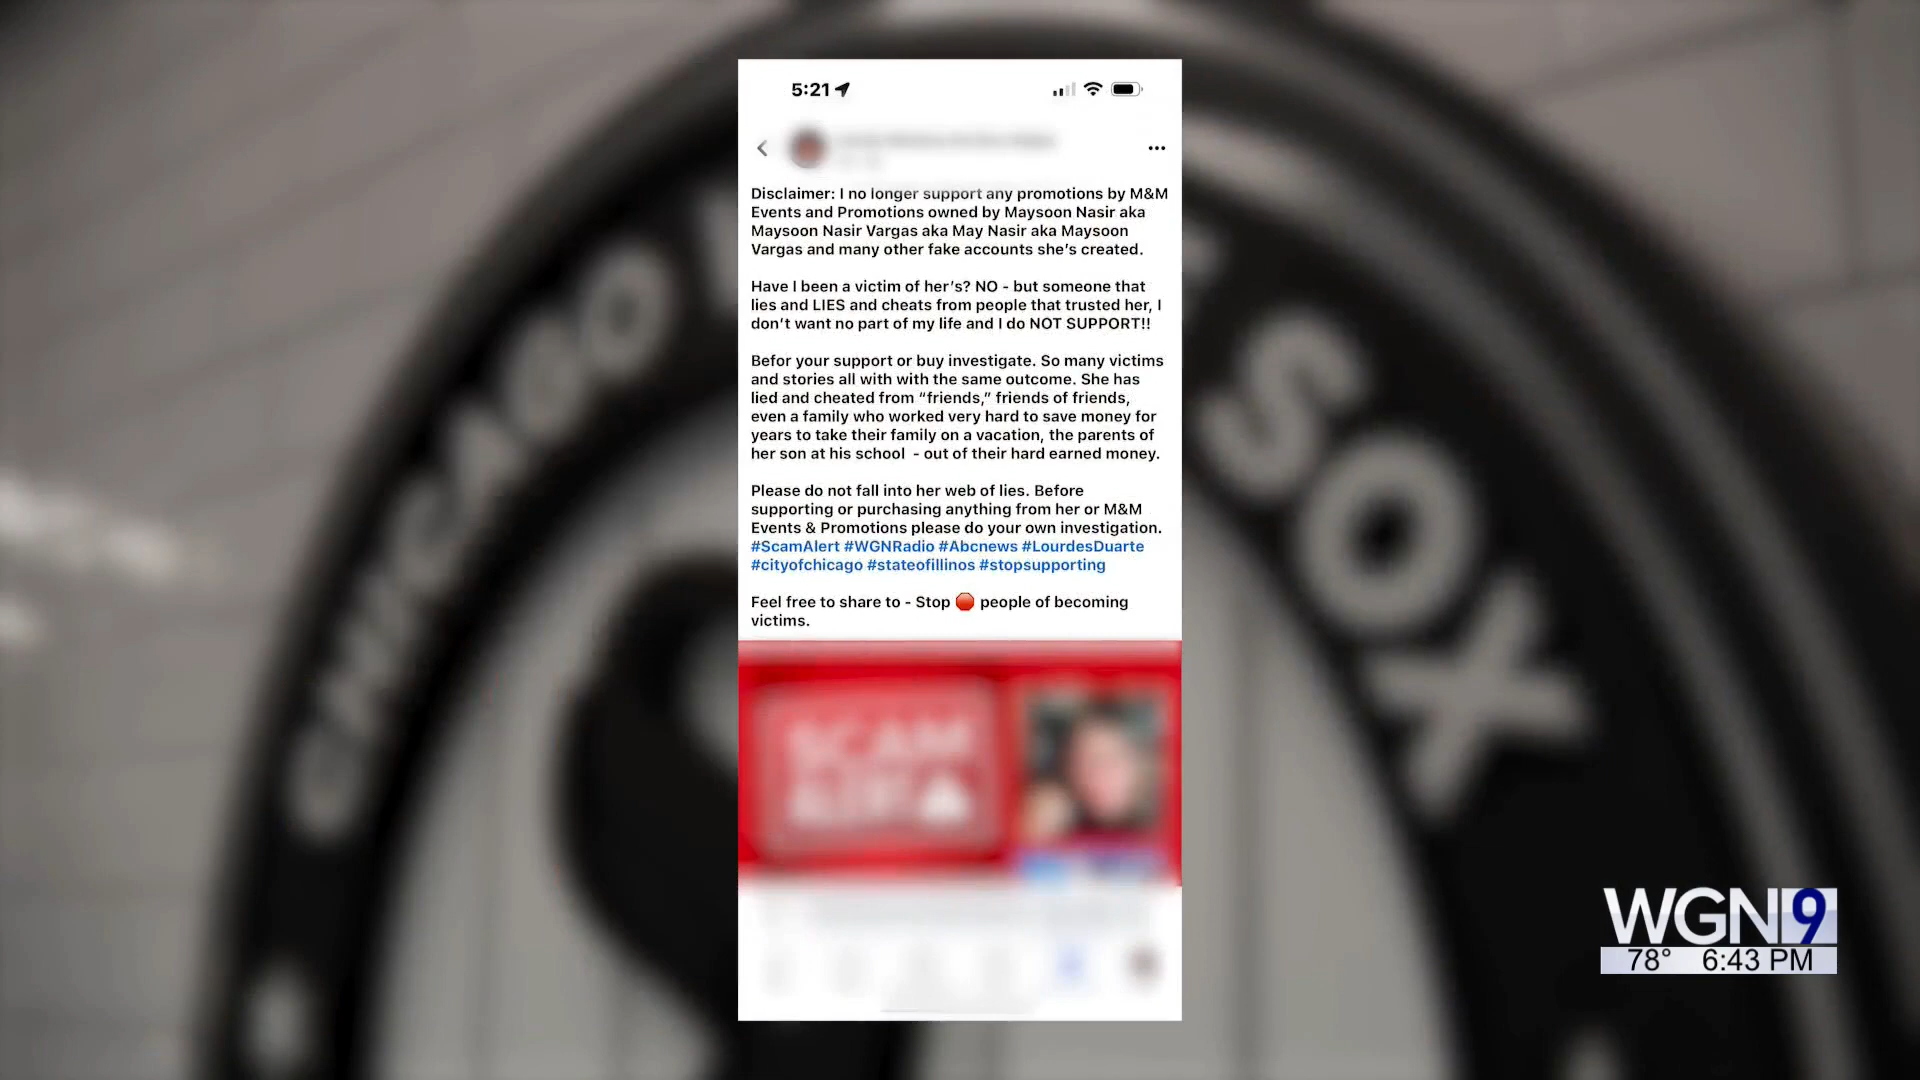 CHICAGO
SOX
5:21
Disclaimer: I no longer support any promotions by M&M
Events and Promotions owned by Maysoon Nasir aka
Maysoon Nasir Vargas aka May Nasir aka Maysoon
Vargas and many other fake accounts she's created.
Have I been a victim of her's? NO - but someone that
lies and LIES and cheats from people that trusted her, I
don't want no part of my life and I do NOT SUPPORT!!
Befor your support or buy investigate. So many victims
and stories all with with the same outcome. She has
lied and cheated from “friends,” friends of friends,
even a family who worked very hard to save money for
years to take their family on a vacation, the parents of
her son at his school - out of their hard earned money.
Please do not fall into her web of lies. Before
supporting or purchasing anything from her or M&M
Events & Promotions please do your own investigation.
#ScamAlert #WGNRadio #Abcnews #LourdesDuarte
#cityofchicago #stateofillinos #stopsupporting
Feel free to share to - Stop 🛑 people of becoming
victims.
SCAM
ALERT
WGN9
78° 6:43 PM